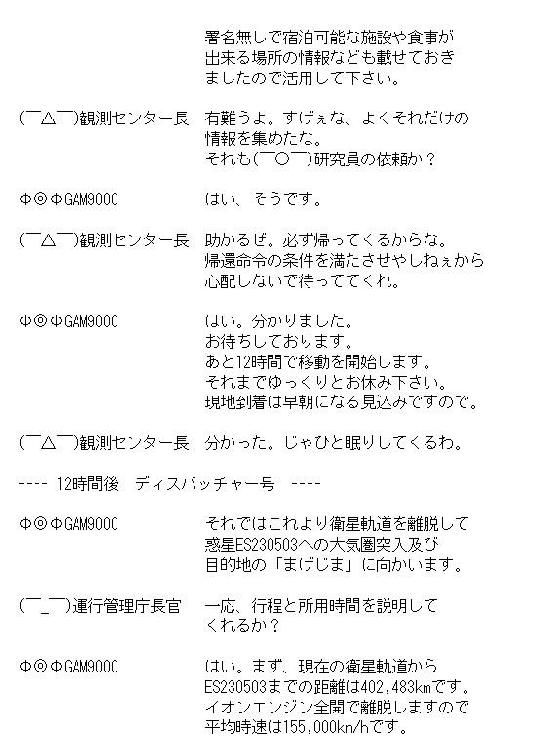 署名無しで宿泊可能な施設や食事が
出来る場所の情報なども載せておき
ましたので活用して下さい。
(￣△￣)観測センター長　有難うよ。すげぇな、よくそれだけの
情報を集めたな。
それも(￣〇￣)研究員の依頼か？
Φ◎ΦGAM9000　はい、そうです。
(￣△￣)観測センター長　助かるぜ。必ず帰ってくるからな。
帰還命令の条件を満たさせやしねぇから
心配しないで待っててくれ。
Φ◎ΦGAM9000　はい。分かりました。
お待ちしております。
あと12時間で移動を開始します。
それまでゆっくりとお休み下さい。
現地到着は早朝になる見込みですので。
(￣△￣)観測センター長　分かった。じゃひと眠りしてくるわ。
---- 12時間後　ディスパッチャー号　----
Φ◎ΦGAM9000　それではこれより衛星軌道を離脱して
惑星ES230503への大気圏突入及び
目的地の「まげじま」に向かいます。
(￣_￣)運行管理庁長官　一応、行程と所用時間を説明して
くれるか？
Φ◎ΦGAM9000　はい。まず、現在の衛星軌道から
ES230503までの距離は402,483kmです。
イオンエンジン全開で離脱しますので
平均時速は155,000km/hです。